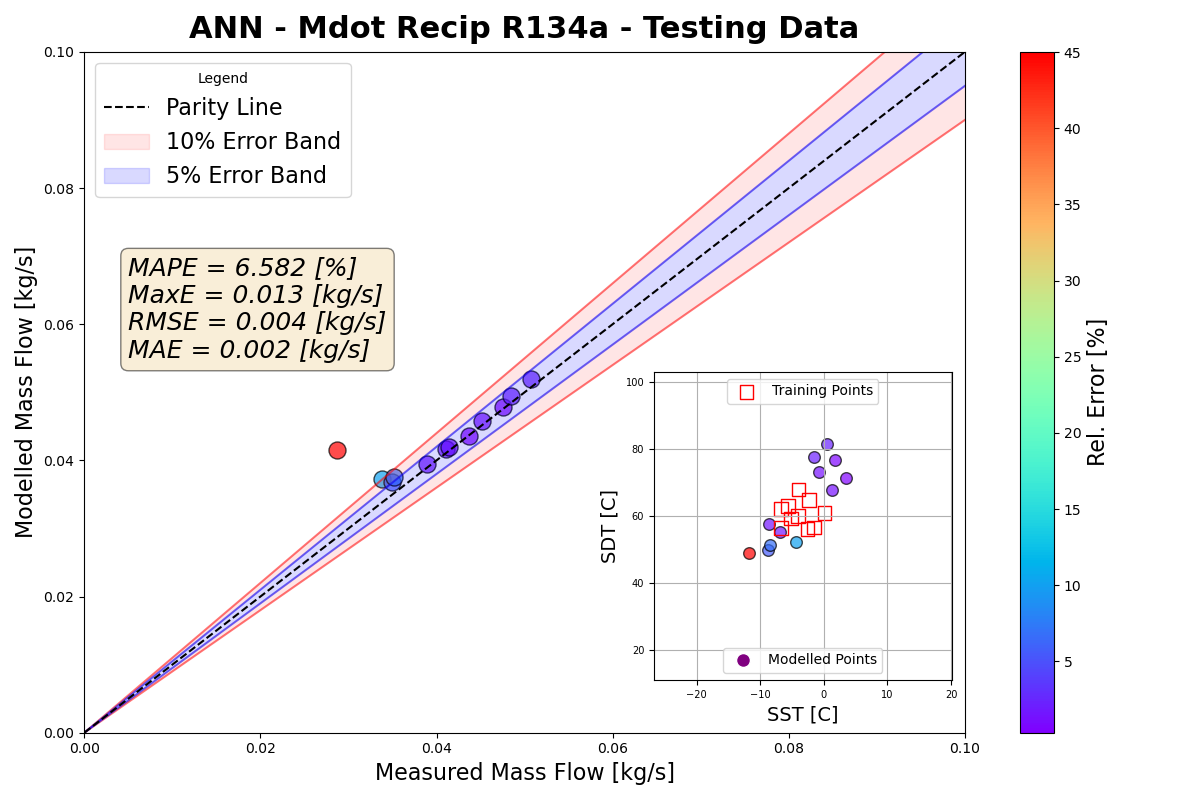 ANN - Mdot Recip R134a - Testing Data
Legend
Parity Line
10% Error Band
5% Error Band
MAPE = 6.582 [%]
MaxE = 0.013 [kg/s]
RMSE = 0.004 [kg/s]
MAE = 0.002 [kg/s]
Modelled Mass Flow [kg/s]
0.10
0.08
0.06
0.04
0.02
0.00
0.00 0.02 0.04 0.06 0.08 0.10
Measured Mass Flow [kg/s]
Training Points
SDT [C]
100
80
60
40
20
Modelled Points
−20 −10 0 10 20
SST [C]
45
40
35
30
25
20
15
10
5
Rel. Error [%]